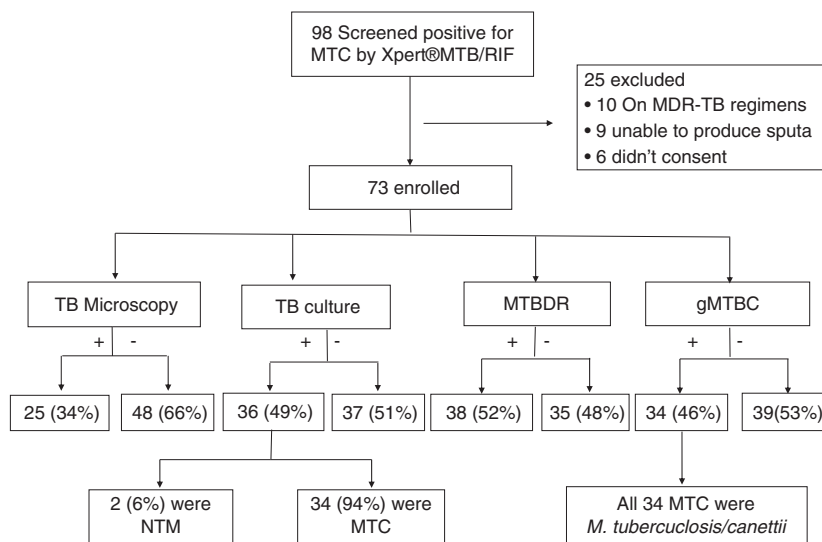 98 Screened positive for
MTC by Xpert®MTB/RIF
25 excluded
• 10 On MDR-TB regimens
• 9 unable to produce sputa
• 6 didn't consent
73 enrolled
TB Microscopy
TB culture
MTBDR
gMTBC
+ -
+ -
+ -
+ -
25 (34%)
48 (66%)
36 (49%)
37 (51%)
38 (52%)
35 (48%)
34 (46%)
39(53%)
2 (6%) were
NTM
34 (94%) were
MTC
All 34 MTC were
M. tubercuclosis/canettii